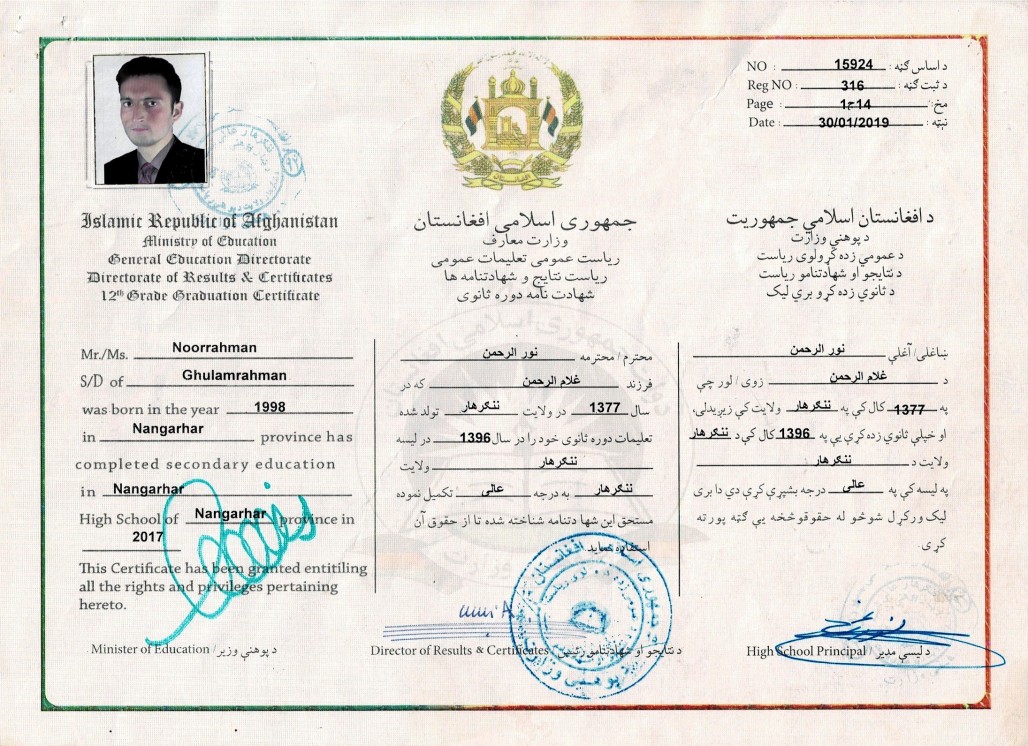 NO : 15924 د اساس ګڼه :
Reg NO : 316 د ثبت ګڼه :
Page : 1ج14 مخ:
Date : 30/01/2019 نېټه :
Islamic Republic of Afghanistan
Ministry of Education
General Education Directorate
Directorate of Results & Certificates
12th Grade Graduation Certificate
Mr./Ms. Noorrahman
S/D of Ghulamrahman
was born in the year 1998
in Nangarhar province has
completed secondary education
in Nangarhar
High School of Nangarhar province in
2017
This Certificate has been granted entitiling
all the rights and privileges pertaining
hereto.
Minister of Education / د پوهنې وزیر
جمهوری اسلامی افغانستان
وزارت معارف
ریاست عمومی تعلیمات عمومی
ریاست نتایج و شهادتنامه ها
شهادت نامه دوره ثانوی
محترم / محترمه نور الرحمن
فرزند غلام الرحمن که در
سال 1377 در ولایت ننگرهار تولد شده
تعلیمات دوره ثانوی خود را در سال 1396 در لیسه
ننگرهار ولایت
ننگرهار به درجه عالی تکمیل نموده
مستحق این شها دتنامه شناخته شده تا از حقوق آن
استفاده نماید.
Director of Results & Certificates / د نتایجو او شهادتنامو رئیس
د افغانستان اسلامي جمهوریت
د پوهنې وزارت
د عمومي زده کړو لوی ریاست
د نتایجو او شهادتنامو ریاست
د ثانوي زده کړو بري لیک
ښاغلی/ آغلې نور الرحمن
د غلام الرحمن زوی / لور چې
په 1377 کال کې په ننگرهار ولایت کې زیږیدلی،
او خپلې ثانوي زده کړې یې په 1396 کال کې د ننگرهار
ولایت د ننگرهار
په لیسه کې په عالی درجه بشپړې کړې دي دا بری
لیک ورکړل شو څو له حقوقو څخه یې ګټه پورته
کړي.
High School Principal / د لیسې مدیر